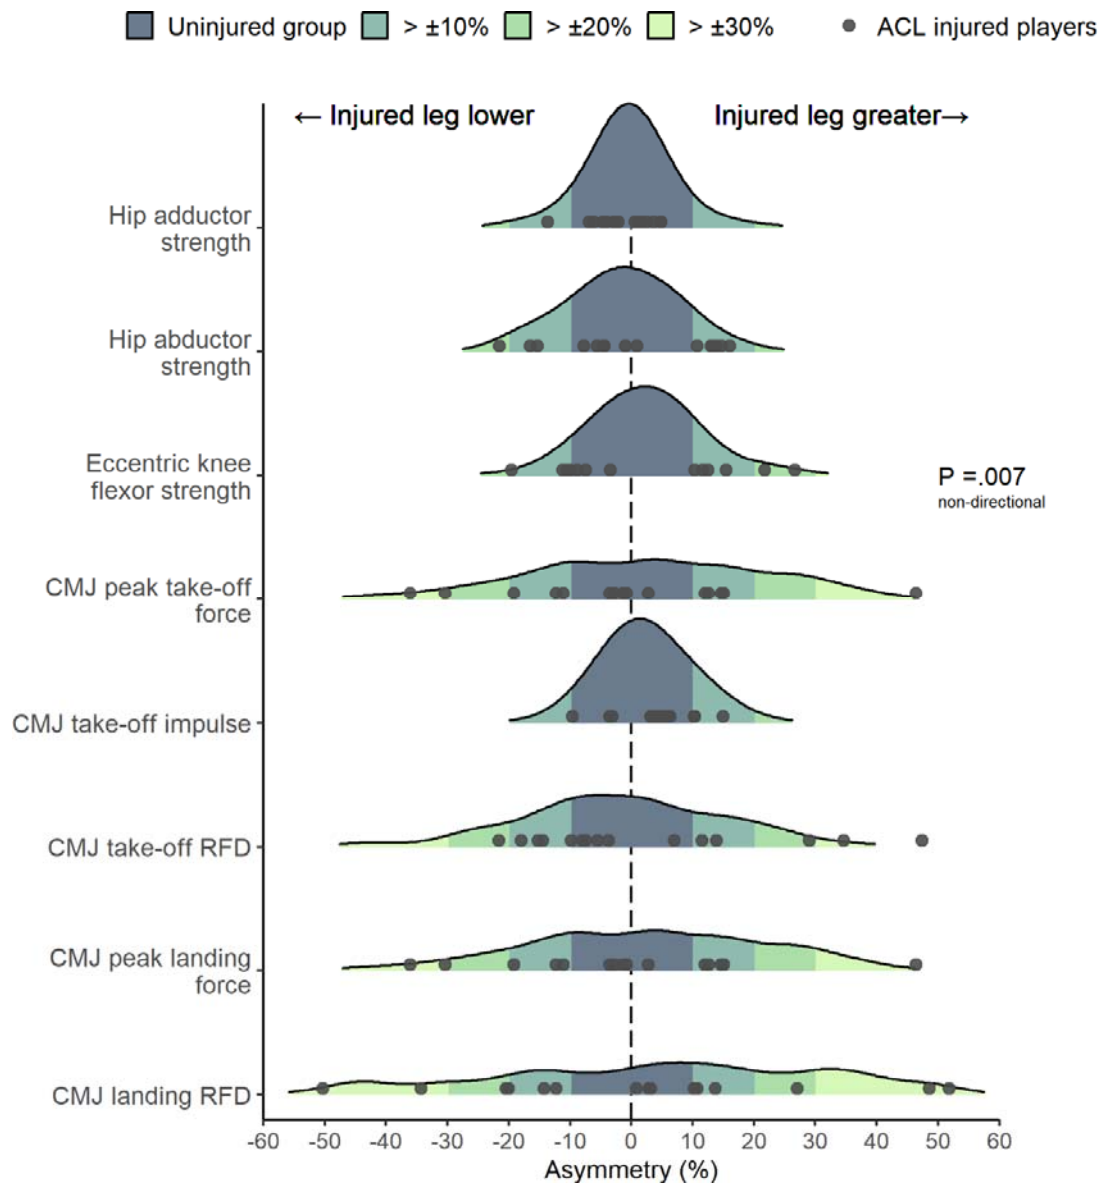 Uninjured group > ±10% > ±20% > ±30% ACL injured players
← Injured leg lower Injured leg greater→
Hip adductor
strength
Hip abductor
strength
Eccentric knee
flexor strength
P =.007
non-directional
CMJ peak take-off
force
CMJ take-off impulse
CMJ take-off RFD
CMJ peak landing
force
CMJ landing RFD
-60 -50 -40 -30 -20 -10 0 10 20 30 40 50 60
Asymmetry (%)